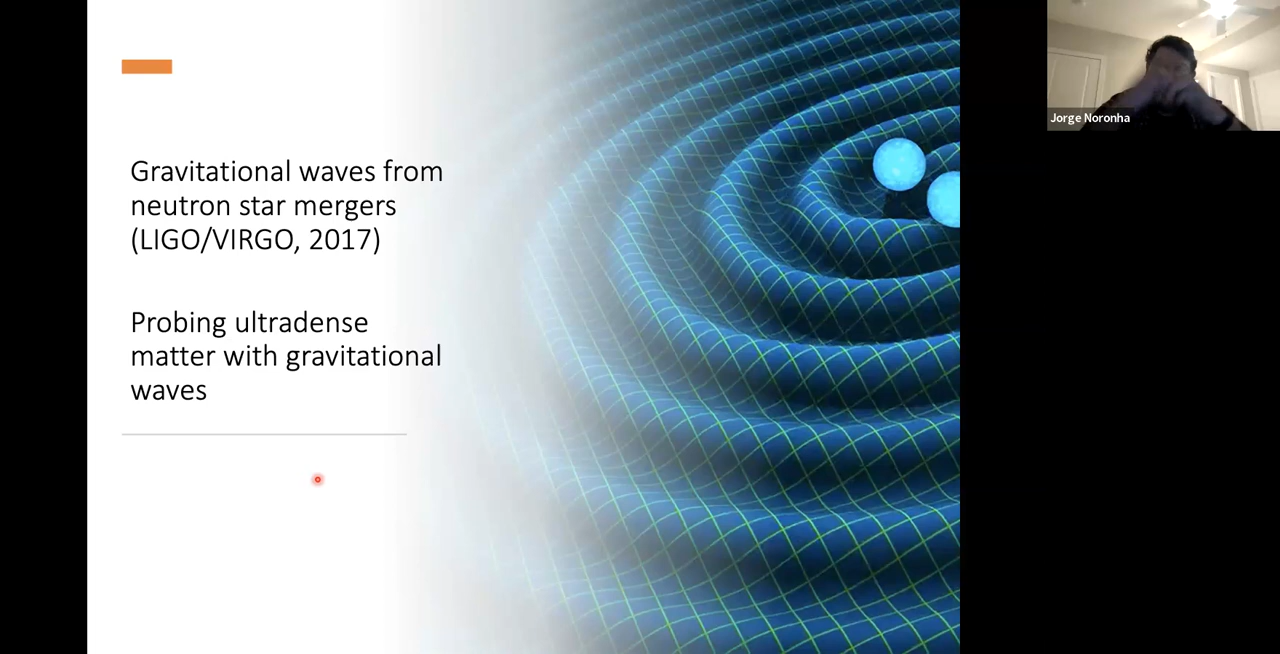 Gravitational waves from
neutron star mergers
(LIGO/VIRGO, 2017)
Probing ultradense
matter with gravitational
waves
Jorge Noronha